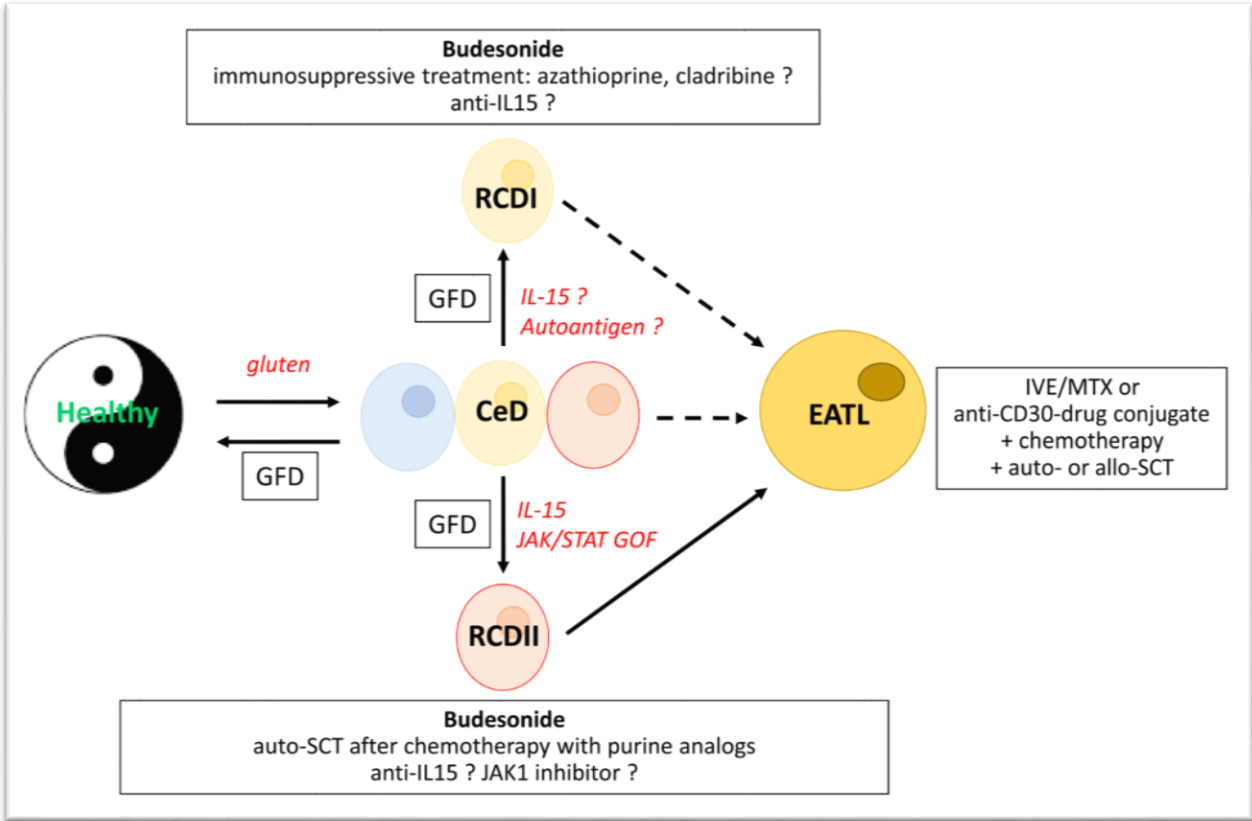 Budesonide
immunosuppressive treatment: azathioprine, cladribine ?
anti-IL15 ?
RCDI
GFD
IL-15 ?
Autoantigen ?
gluten
Healthy
GFD
CeD
EATL
IVE/MTX or
anti-CD30-drug conjugate
+ chemotherapy
+ auto- or allo-SCT
GFD
IL-15
JAK/STAT GOF
RCDII
Budesonide
auto-SCT after chemotherapy with purine analogs
anti-IL15 ? JAK1 inhibitor ?